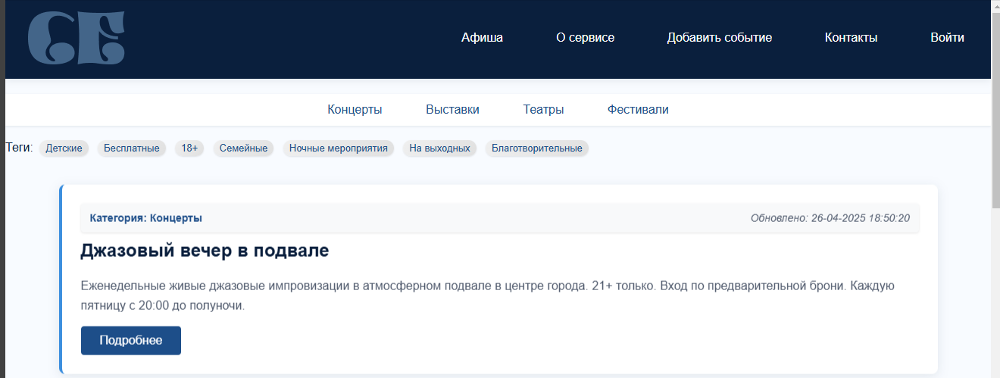 CE
Афиша О сервисе Добавить событие Контакты Войти
Концерты Выставки Театры Фестивали
Теги: Детские Бесплатные 18+ Семейные Ночные мероприятия На выходных Благотворительные
Категория: Концерты Обновлено: 26-04-2025 18:50:20
Джазовый вечер в подвале
Еженедельные живые джазовые импровизации в атмосферном подвале в центре города. 21+ только. Вход по предварительной брони. Каждую
пятницу с 20:00 до полуночи.
Подробнее